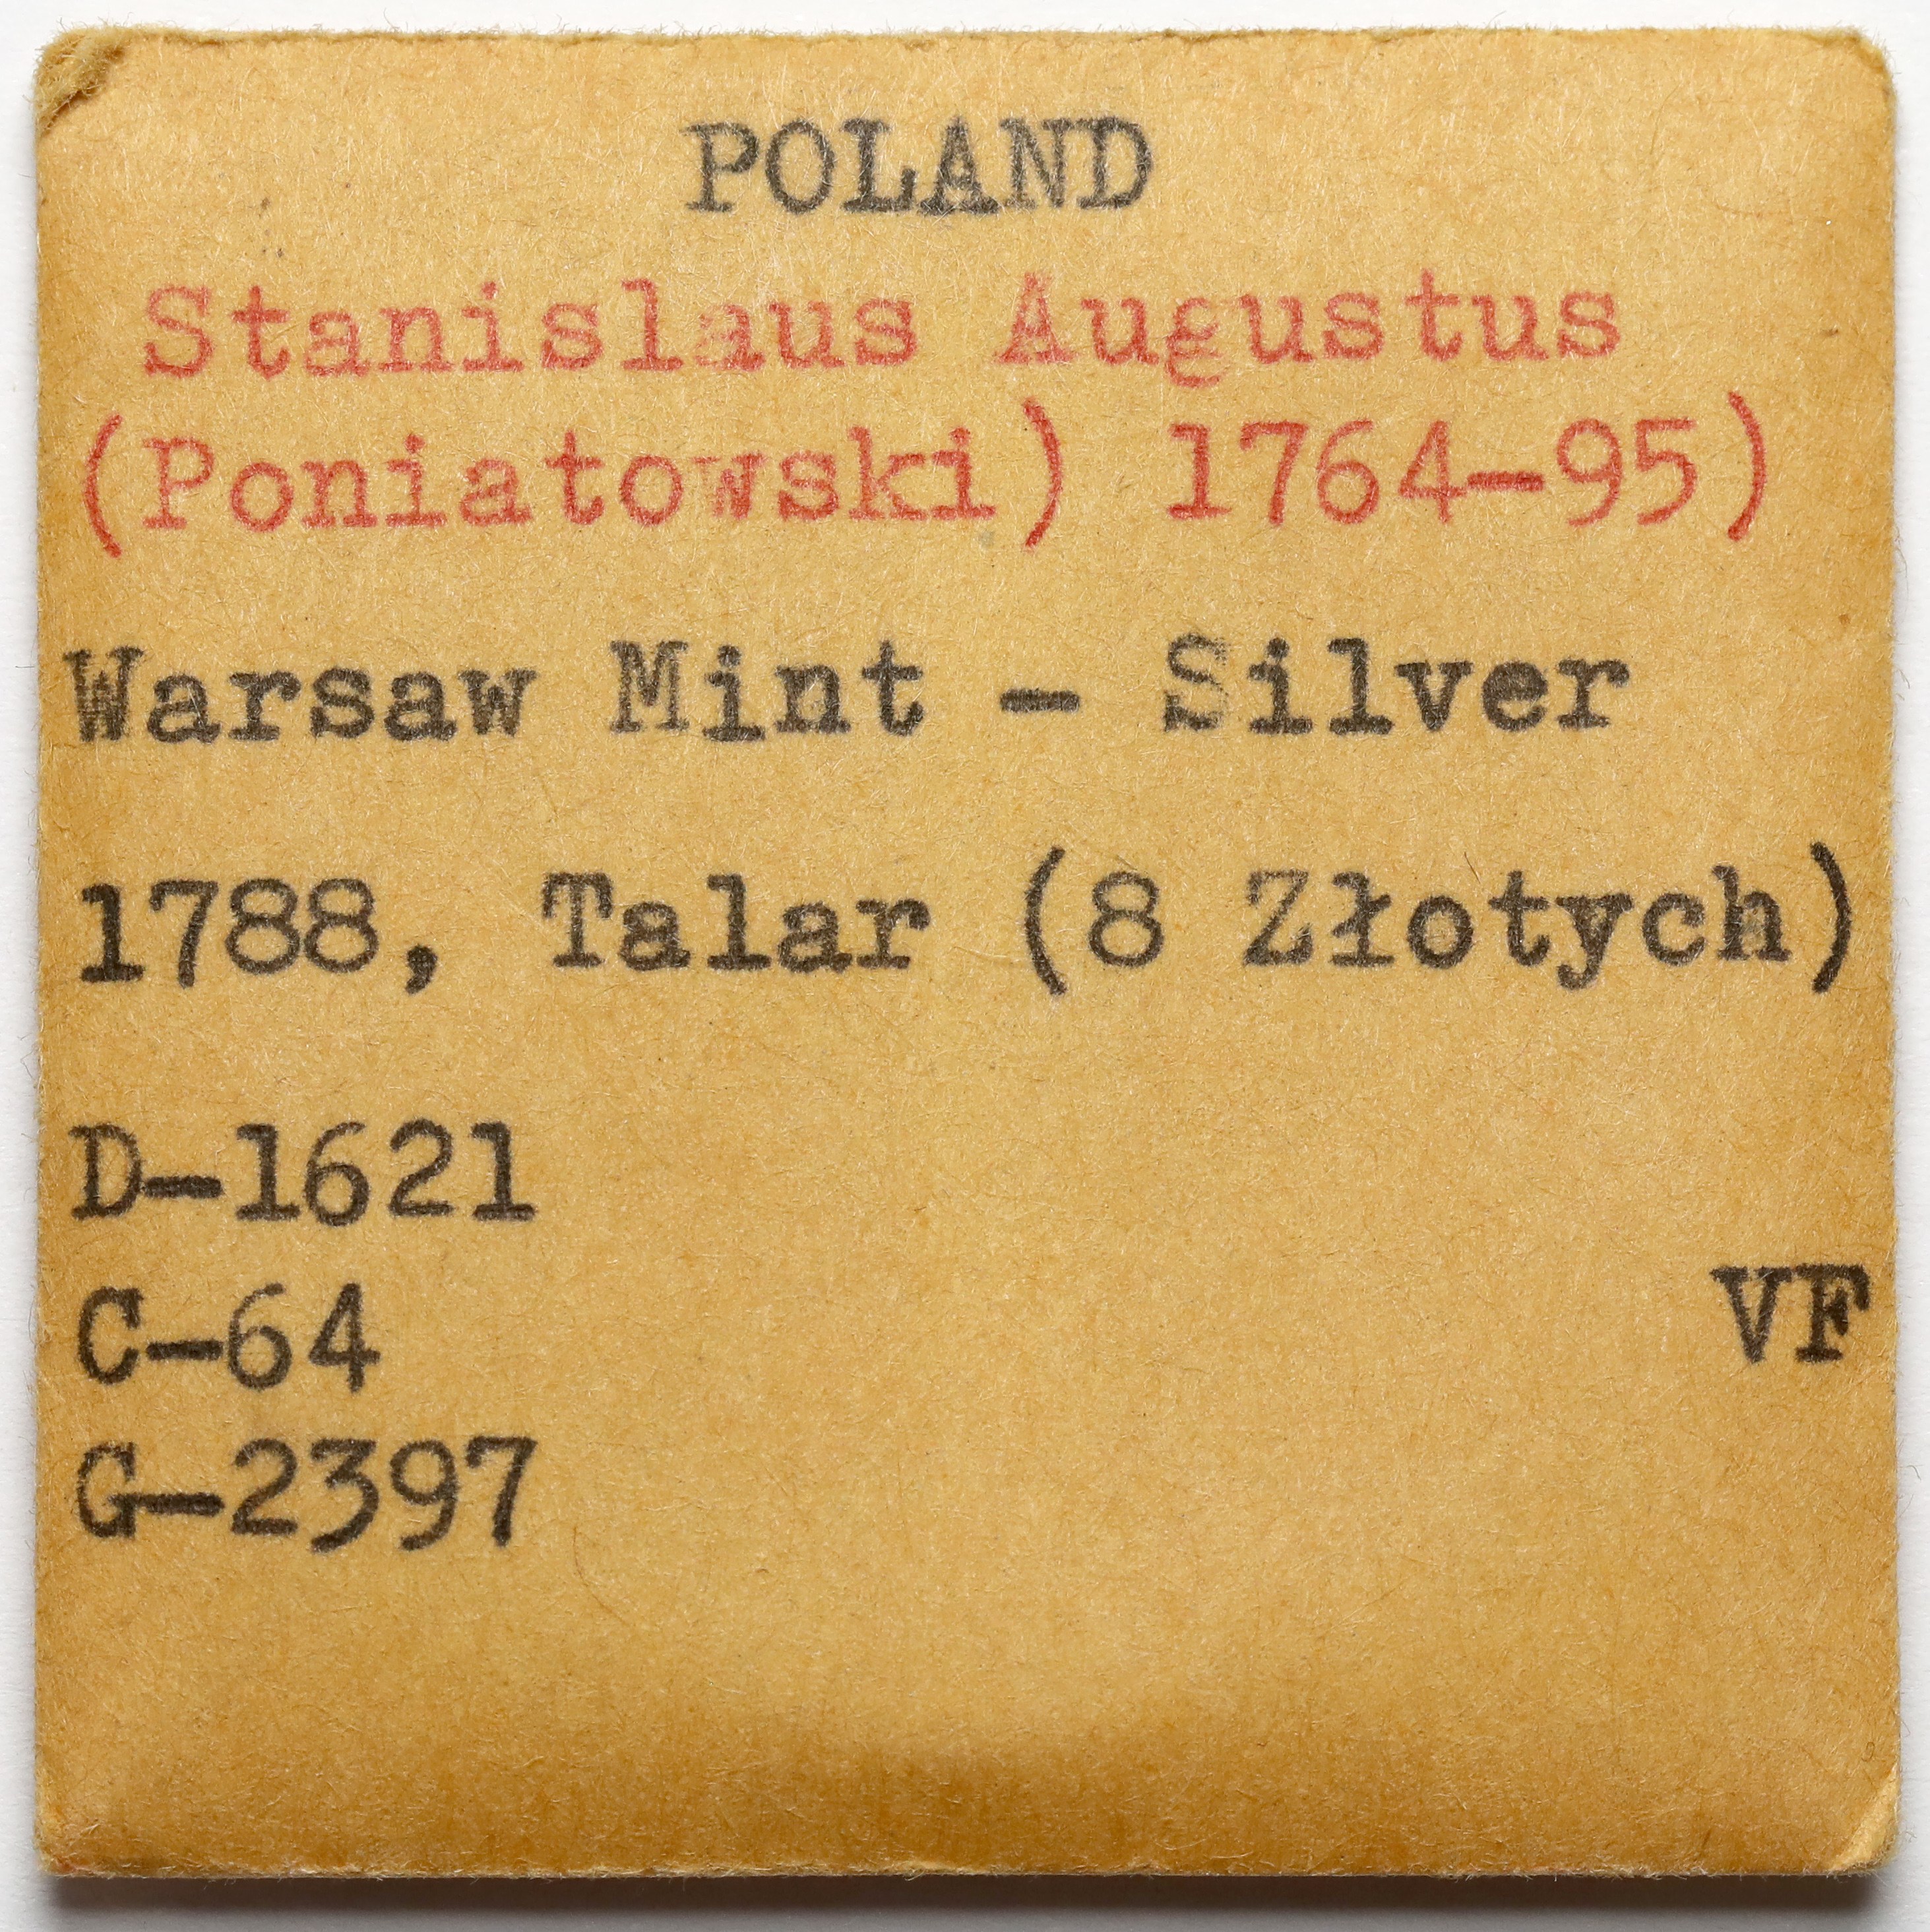 POLAND
Stanislaus Augustus
(Poniatowski) 1764-95)
Warsaw Mint - Silver
1788, Talar (8 Złotych)
D-1621
C-64
VF
G-2397